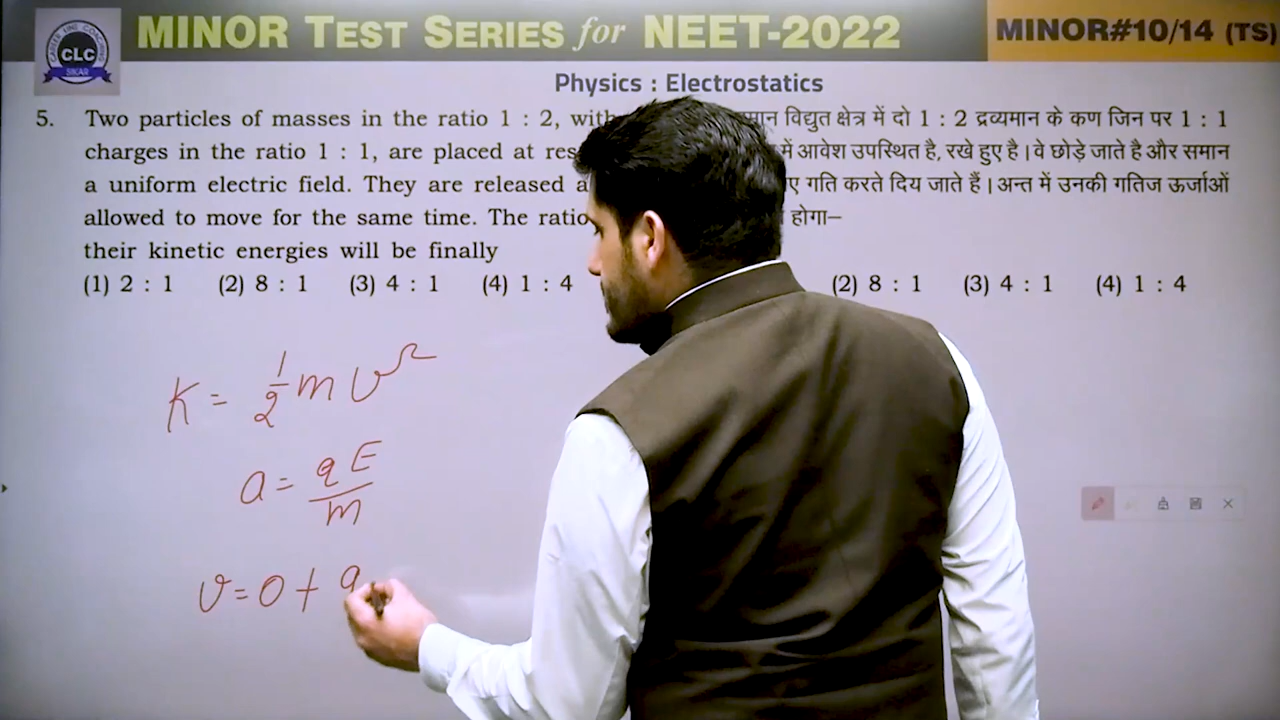 CAREER LINE COACHING
CLC
SIKAR
MINOR TEST SERIES for NEET-2022
MINOR#10/14 (TS)
Physics : Electrostatics
5. Two particles of masses in the ratio 1 : 2, with
charges in the ratio 1 : 1, are placed at
a uniform electric field. They are released
allowed to move for the same time. The
their kinetic energies will be finally
(1) 2 : 1 (2) 8 : 1 (3) 4 : 1 (4) 1 : 4
विद्युत क्षेत्र में दो 1 : 2 द्रव्यमान के कण जिन पर 1 : 1
में आवेश उपस्थित है, रखे हुए है। वे छोड़े जाते है और समान
गति करते दिय जाते हैं। अन्त में उनकी गतिज ऊर्जाओं
होगा–
(2) 8 : 1 (3) 4 : 1 (4) 1 : 4
K = 1/2 m v²
a = qE/m
v = 0 +